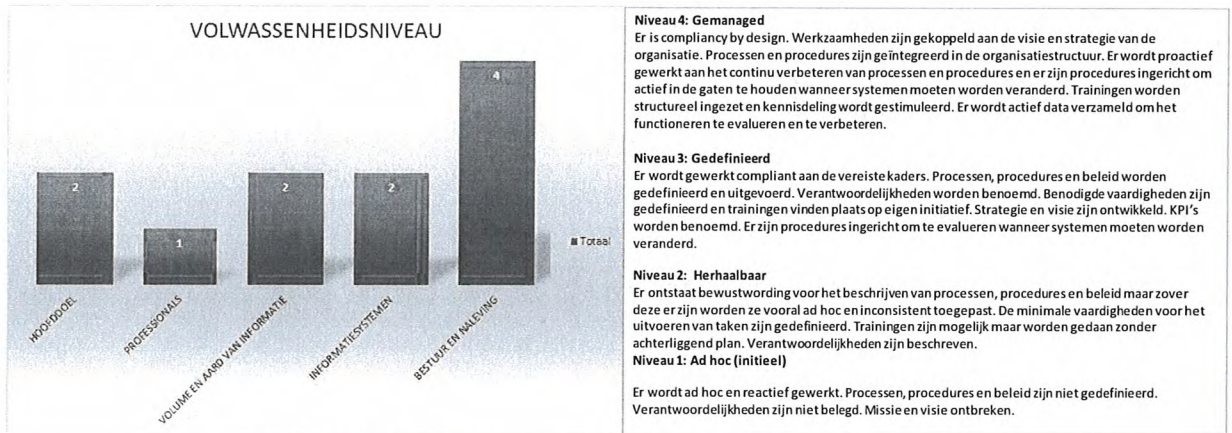 VOLWASSENHEIDSNIVEAU
4
2
2
2
1
Totaal
HOOFDDOEL
PROFESSIONALS
VOLUME EN AARD VAN INFORMATIE
INFORMATIESYSTEMEN
BESTUUR EN NALEVING
Niveau 4: Gemanaged
Er is compliancy by design. Werkzaamheden zijn gekoppeld aan de visie en strategie van de
organisatie. Processen en procedures zijn geïntegreerd in de organisatiestructuur. Er wordt proactief
gewerkt aan het continu verbeteren van processen en procedures en er zijn procedures ingericht om
actief in de gaten te houden wanneer systemen moeten worden veranderd. Trainingen worden
structureel ingezet en kennisdeling wordt gestimuleerd. Er wordt actief data verzameld om het
functioneren te evalueren en te verbeteren.
Niveau 3: Gedefinieerd
Er wordt gewerkt compliant aan de vereiste kaders. Processen, procedures en beleid worden
gedefinieerd en uitgevoerd. Verantwoordelijkheden worden benoemd. Benodigde vaardigheden zijn
gedefinieerd en trainingen vinden plaats op eigen initiatief. Strategie en visie zijn ontwikkeld. KPI's
worden benoemd. Er zijn procedures ingericht om te evalueren wanneer systemen moeten worden
veranderd.
Niveau 2: Herhaalbaar
Er ontstaat bewustwording voor het beschrijven van processen, procedures en beleid maar zover
deze er zijn worden ze vooral ad hoc en inconsistent toegepast. De minimale vaardigheden voor het
uitvoeren van taken zijn gedefinieerd. Trainingen zijn mogelijk maar worden gedaan zonder
achterliggend plan. Verantwoordelijkheden zijn beschreven.
Niveau 1: Ad hoc (initieel)
Er wordt ad hoc en reactief gewerkt. Processen, procedures en beleid zijn niet gedefinieerd.
Verantwoordelijkheden zijn niet belegd. Missie en visie ontbreken.